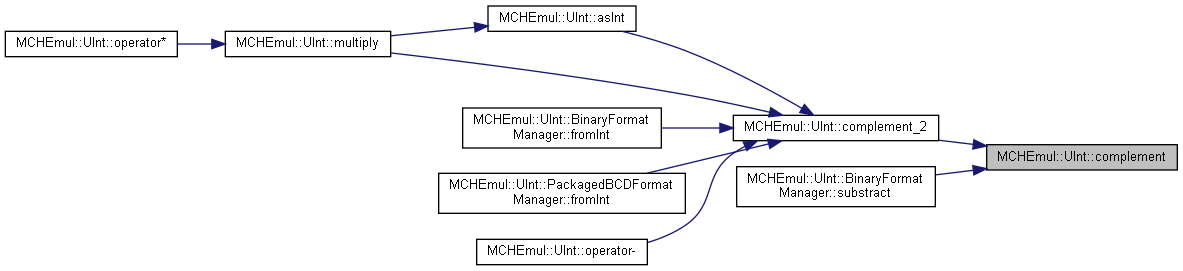 MCHEmul::UInt::asInt
MCHEmul::UInt::operator*
MCHEmul::UInt::multiply
MCHEmul::UInt::BinaryFormat
Manager::fromInt
MCHEmul::UInt::complement_2
MCHEmul::UInt::complement
MCHEmul::UInt::PackagedBCDFormat
Manager::fromInt
MCHEmul::UInt::BinaryFormat
Manager::substract
MCHEmul::UInt::operator-